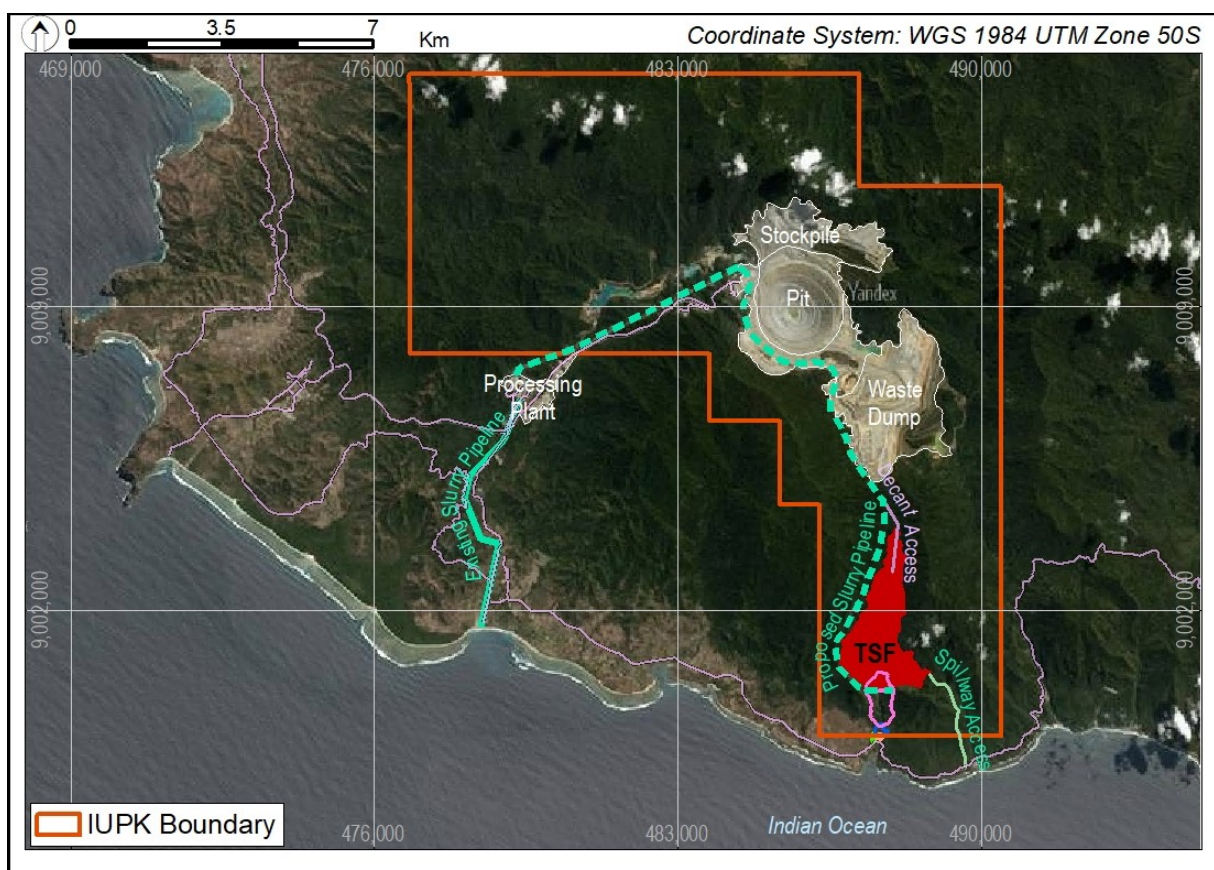 0 3.5 7
Km
Coordinate System: WGS 1984 UTM Zone 50S
469,000 476,000 483,000 490,000
Stockpile
9,009,000
Pit
Yandex
9,009,000
Processing
Plant
Waste
Dump
Existing Slurry Pipeline
Decant Access
Proposed Slurry Pipeline
9,002,000
9,002,000
TSF
Spillway Access
IUPK Boundary
476,000 483,000 490,000
Indian Ocean